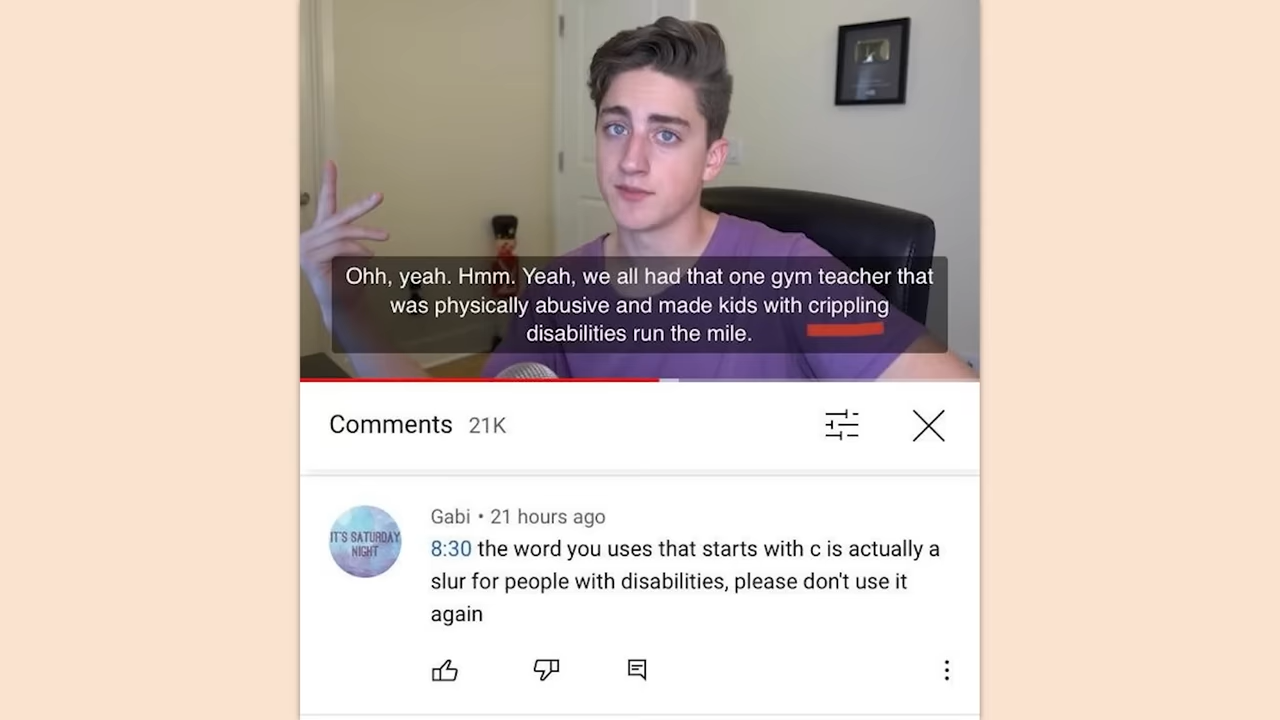 Ohh, yeah. Hmm. Yeah, we all had that one gym teacher that
was physically abusive and made kids with crippling
disabilities run the mile.
Comments 21K
IT'S SATURDAY
NIGHT
Gabi • 21 hours ago
8:30 the word you uses that starts with c is actually a
slur for people with disabilities, please don't use it
again